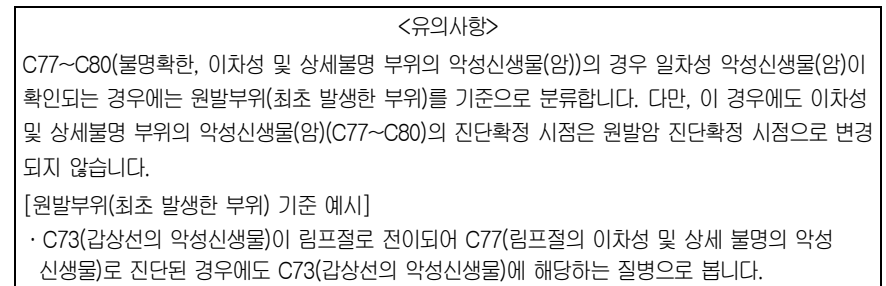 <유의사항>
C77~C80(불명확한, 이차성 및 상세불명 부위의 악성신생물(암))의 경우 일차성 악성신생물(암)이
확인되는 경우에는 원발부위(최초 발생한 부위)를 기준으로 분류합니다. 다만, 이 경우에도 이차성
및 상세불명 부위의 악성신생물(암)(C77~C80)의 진단확정 시점은 원발암 진단확정 시점으로 변경
되지 않습니다.
[원발부위(최초 발생한 부위) 기준 예시]
· C73(갑상선의 악성신생물)이 림프절로 전이되어 C77(림프절의 이차성 및 상세 불명의 악성
신생물)로 진단된 경우에도 C73(갑상선의 악성신생물)에 해당하는 질병으로 봅니다.